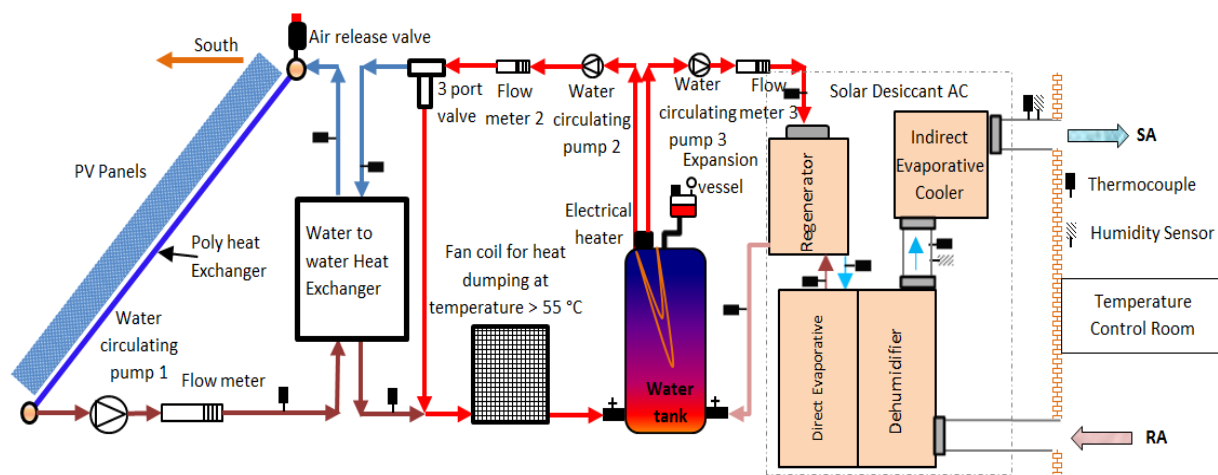 Air release valve
South
3 port
valve
Flow
meter 2
Water
circulating
pump 2
Water
circulating
pump 3
Flow
meter 3
Expansion
vessel
Solar Desiccant AC
Indirect
Evaporative
Cooler
SA
PV Panels
Thermocouple
Humidity Sensor
Electrical
heater
Regenerator
Poly heat
Exchanger
Water to
water Heat
Exchanger
Fan coil for heat
dumping at
temperature > 55 °C
Temperature
Control Room
Water
circulating
pump 1
Flow meter
Water
tank
Direct Evaporative
Dehumidifier
RA